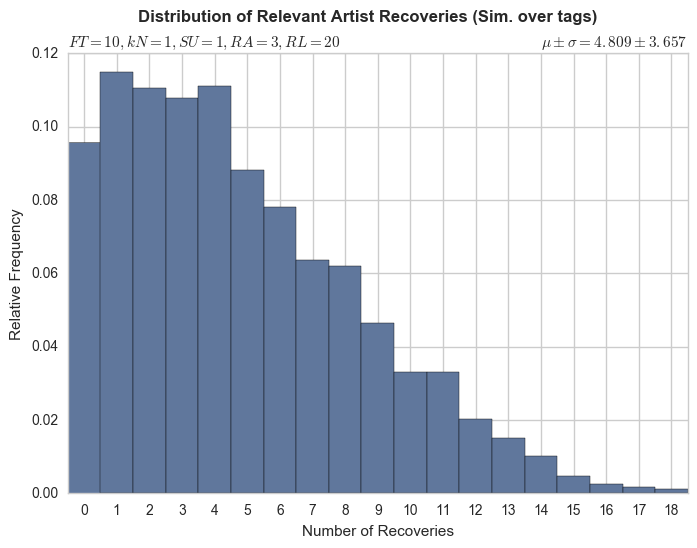 Distribution of Relevant Artist Recoveries (Sim. over tags)
FT = 10, kN = 1, SU = 1, RA = 3, RL = 20
μ ± σ = 4.809 ± 3.657
0.12
0.10
0.08
0.06
0.04
0.02
0.00
Relative Frequency
0 1 2 3 4 5 6 7 8 9 10 11 12 13 14 15 16 17 18
Number of Recoveries